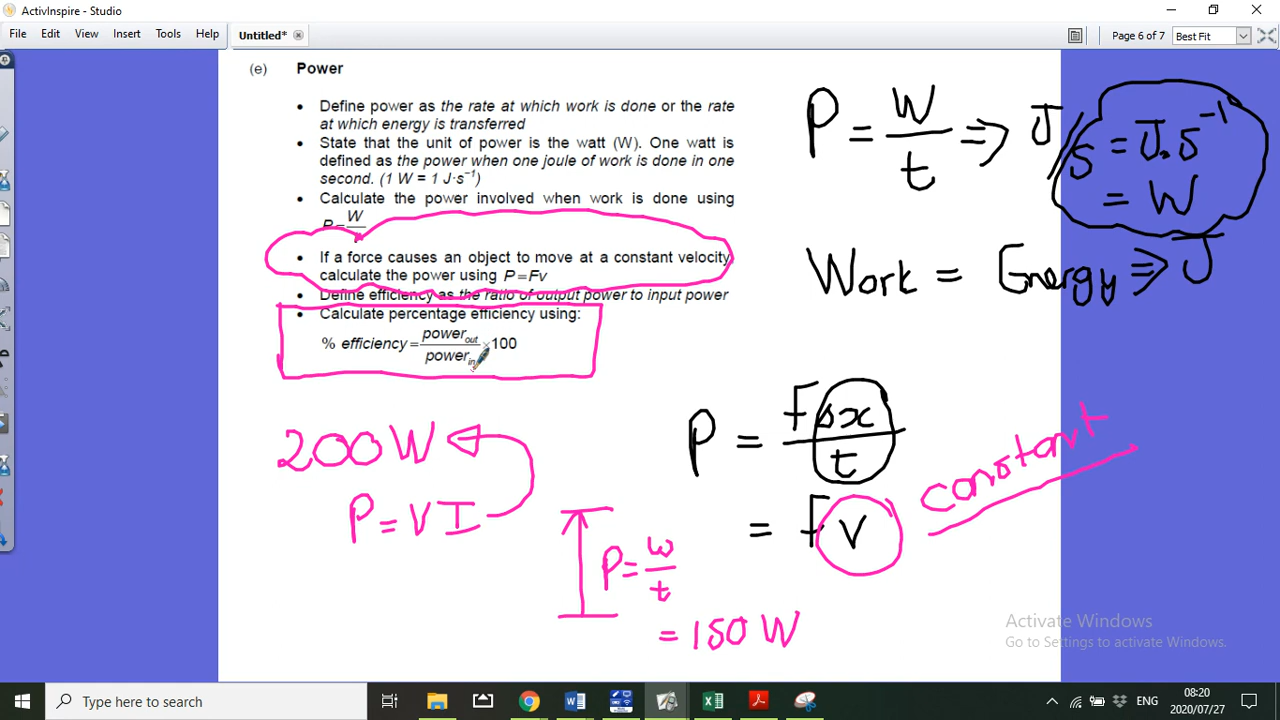 ActivInspire - Studio
File Edit View Insert Tools Help Untitled* Page 6 of 7 Best Fit
(e) Power
• Define power as the rate at which work is done or the rate
at which energy is transferred
• State that the unit of power is the watt (W). One watt is
defined as the power when one joule of work is done in one
second. (1 W = 1 J·s⁻¹)
• Calculate the power involved when work is done using
P = W
• If a force causes an object to move at a constant velocity
calculate the power using P = Fv
• Define efficiency as the ratio of output power to input power
• Calculate percentage efficiency using:
% efficiency = power out / power in × 100
P = W / t ⇒ J/s = J.s⁻¹
= W
Work = Energy ⇒ J
P = FΔx / t
= Fv
constant
200W
P = VI
P = w / t
= 150 W
Activate Windows
Go to Settings to activate Windows.
Type here to search
ENG
08:20
2020/07/27